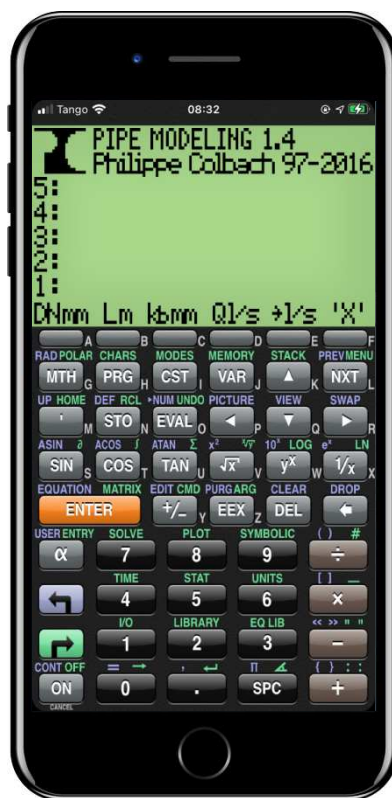 Tango 08:32
PIPE MODELING 1.4
Philippe Colbach 97-2016
5:
4:
3:
2:
1:
DNmm Lm kbmm Ql/s →l/s 'X'
A B C D E F
RAD POLAR CHARS MODES MEMORY STACK PREV MENU
MTH G PRG H CST I VAR J ▲ K NXT L
UP HOME DEF RCL ▸NUM UNDO PICTURE VIEW SWAP
' M STO N EVAL O ◀ P ▼ Q ▶ R
ASIN ∂ ACOS ∫ ATAN Σ x² ˣ√y 10ˣ LOG eˣ LN
SIN S COS T TAN U √x V yˣ W 1/x X
EQUATION MATRIX EDIT CMD PURG ARG CLEAR DROP
ENTER +/- Y EEX Z DEL
USER ENTRY SOLVE PLOT SYMBOLIC ( ) #
α 7 8 9 ÷
TIME STAT UNITS [ ] _
4 5 6 ×
I/O LIBRARY EQ LIB << >> " "
1 2 3 −
CONT OFF = → , ↵ π ∡ { } : :
ON 0 . SPC +
CANCEL